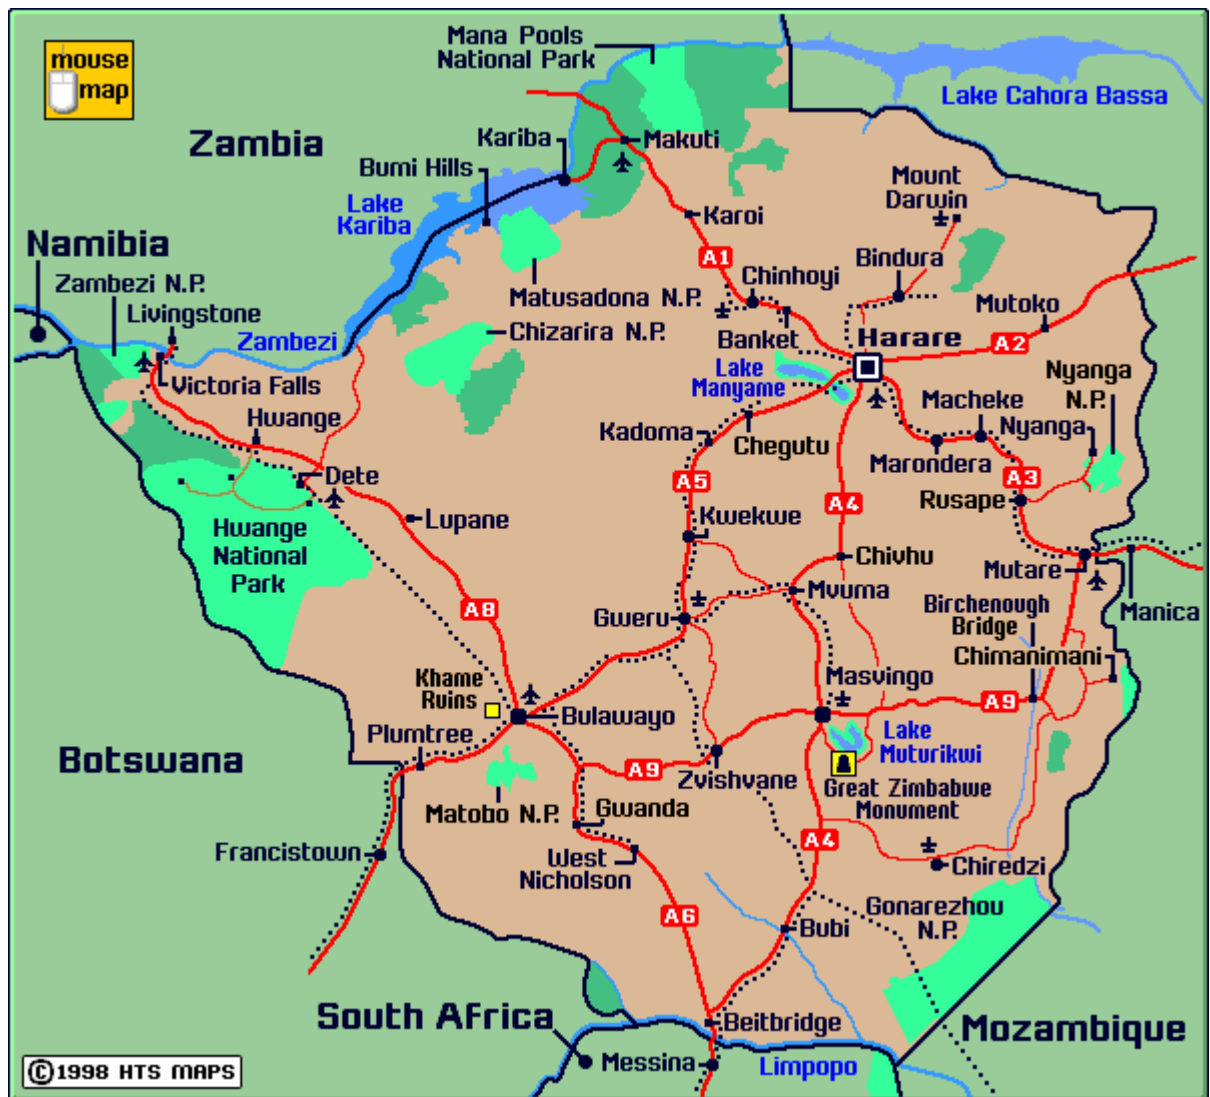 mouse
map
Mana Pools
National Park
Lake Cahora Bassa
Zambia
Kariba
Makuti
Bumi Hills
Mount
Darwin
Lake
Kariba
Karoi
Namibia
A1
Bindura
Zambezi N.P.
Chinhoyi
Matusadona N.P.
Mutoko
Livingstone
Chizarira N.P.
Zambezi
Banket
Harare
A2
Lake
Manyame
Nyanga
N.P.
Victoria Falls
Macheke
Hwange
Nyanga
Kadoma
Chegutu
Marondera
Dete
A5
A3
A4
Rusape
Lupane
Kwekwe
Hwange
National
Park
Chivhu
Mutare
Mvuma
A8
Birchenough
Bridge
Manica
Gweru
Chimanimani
Khame
Ruins
Masvingo
A9
Bulawayo
Plumtree
Lake
Muturikwi
Botswana
A9
Zvishvane
Great Zimbabwe
Monument
Matobo N.P.
Gwanda
A4
Francistown
West
Nicholson
Chiredzi
A6
Gonarezhou
N.P.
Bubi
South Africa
Beitbridge
Mozambique
Messina
Limpopo
©1998 HTS MAPS